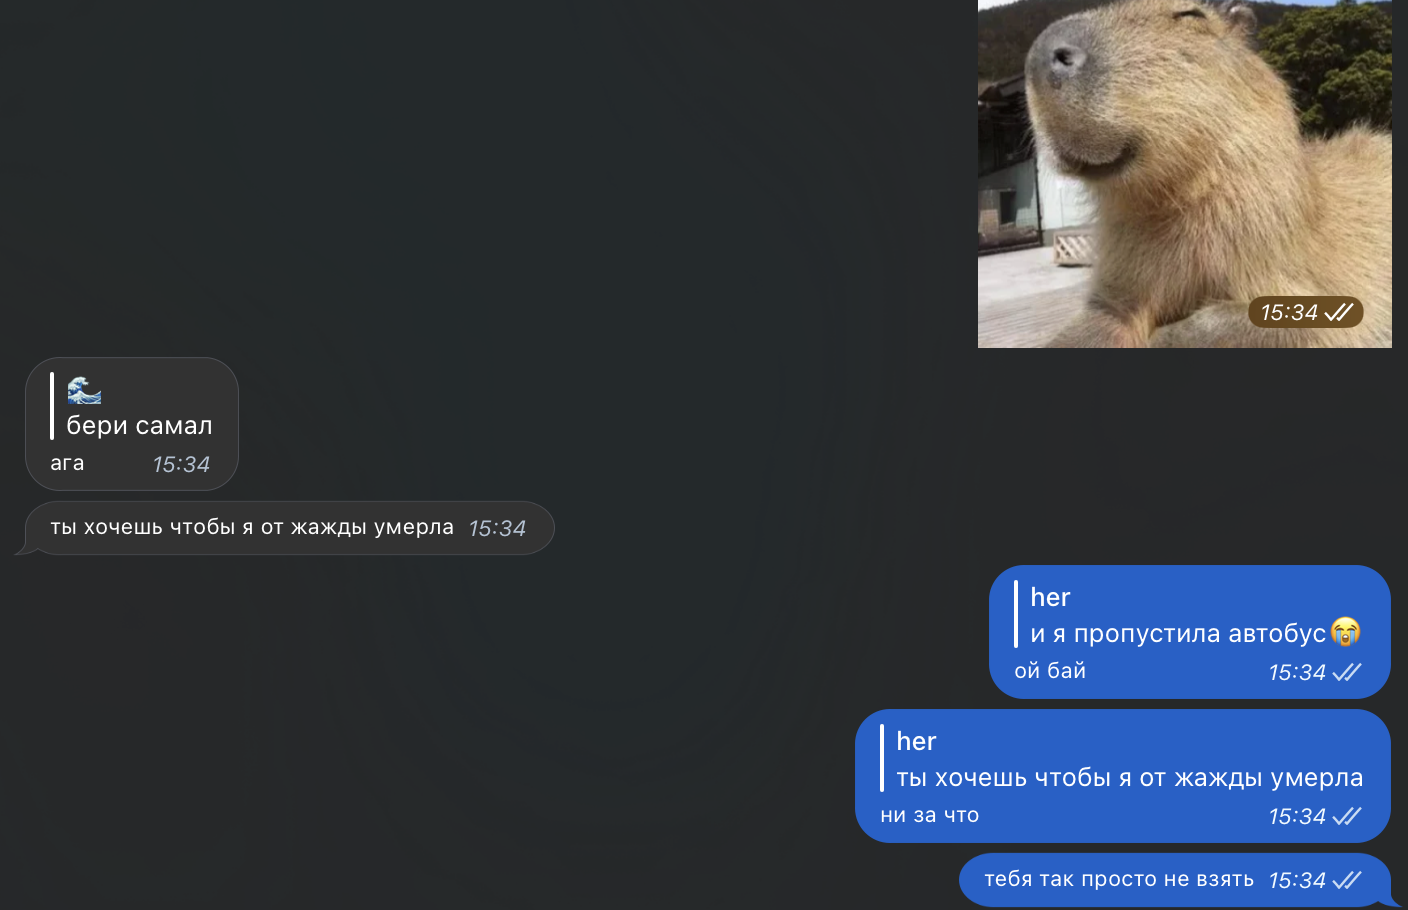 15:34
🌊
бери самал
ага 15:34
ты хочешь чтобы я от жажды умерла 15:34
her
и я пропустила автобус😭
ой бай 15:34
her
ты хочешь чтобы я от жажды умерла
ни за что 15:34
тебя так просто не взять 15:34